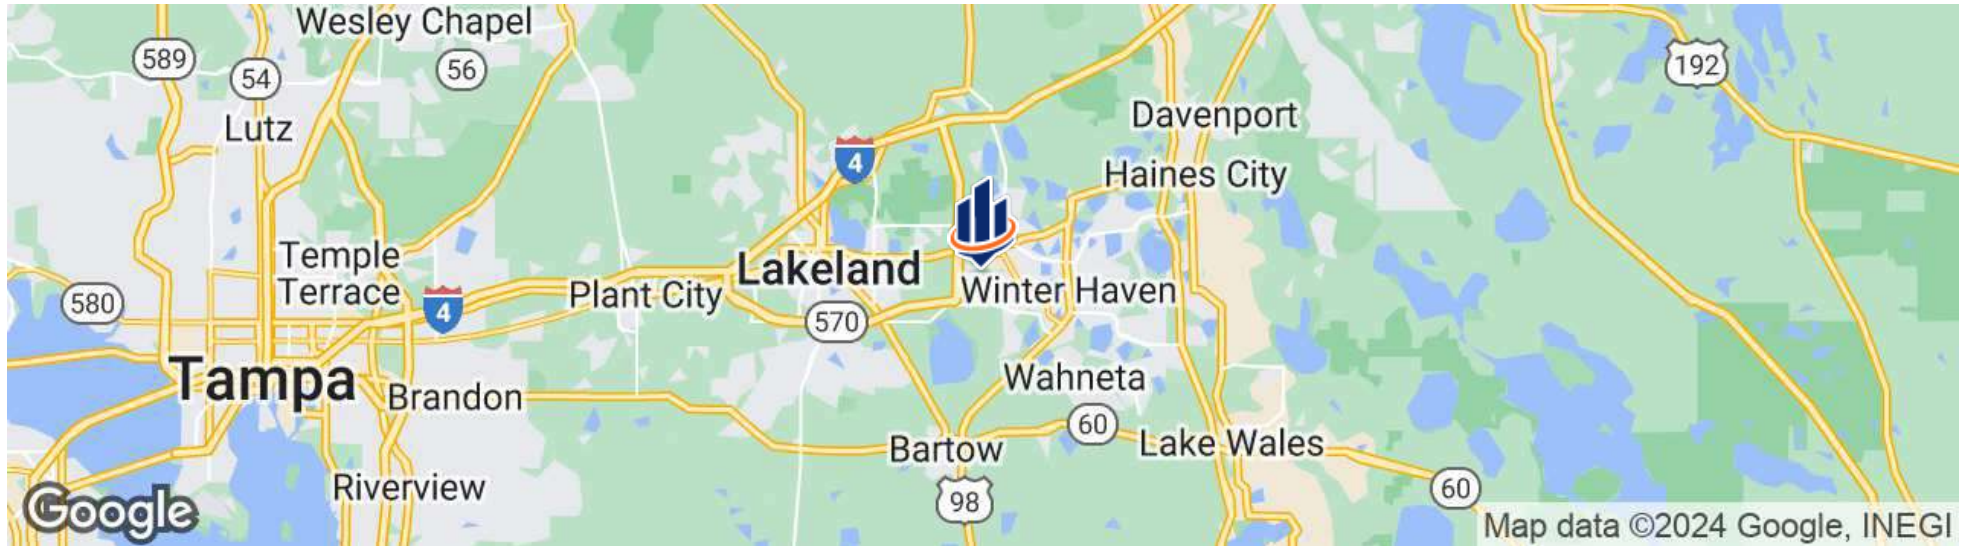 Wesley Chapel
589
54
56
192
Lutz
Davenport
4
Haines City
Temple
Terrace
Lakeland
580
4
Plant City
Winter Haven
570
Tampa
Brandon
Wahneta
60
Bartow
Lake Wales
Riverview
98
60
Google
Map data ©2024 Google, INEGI